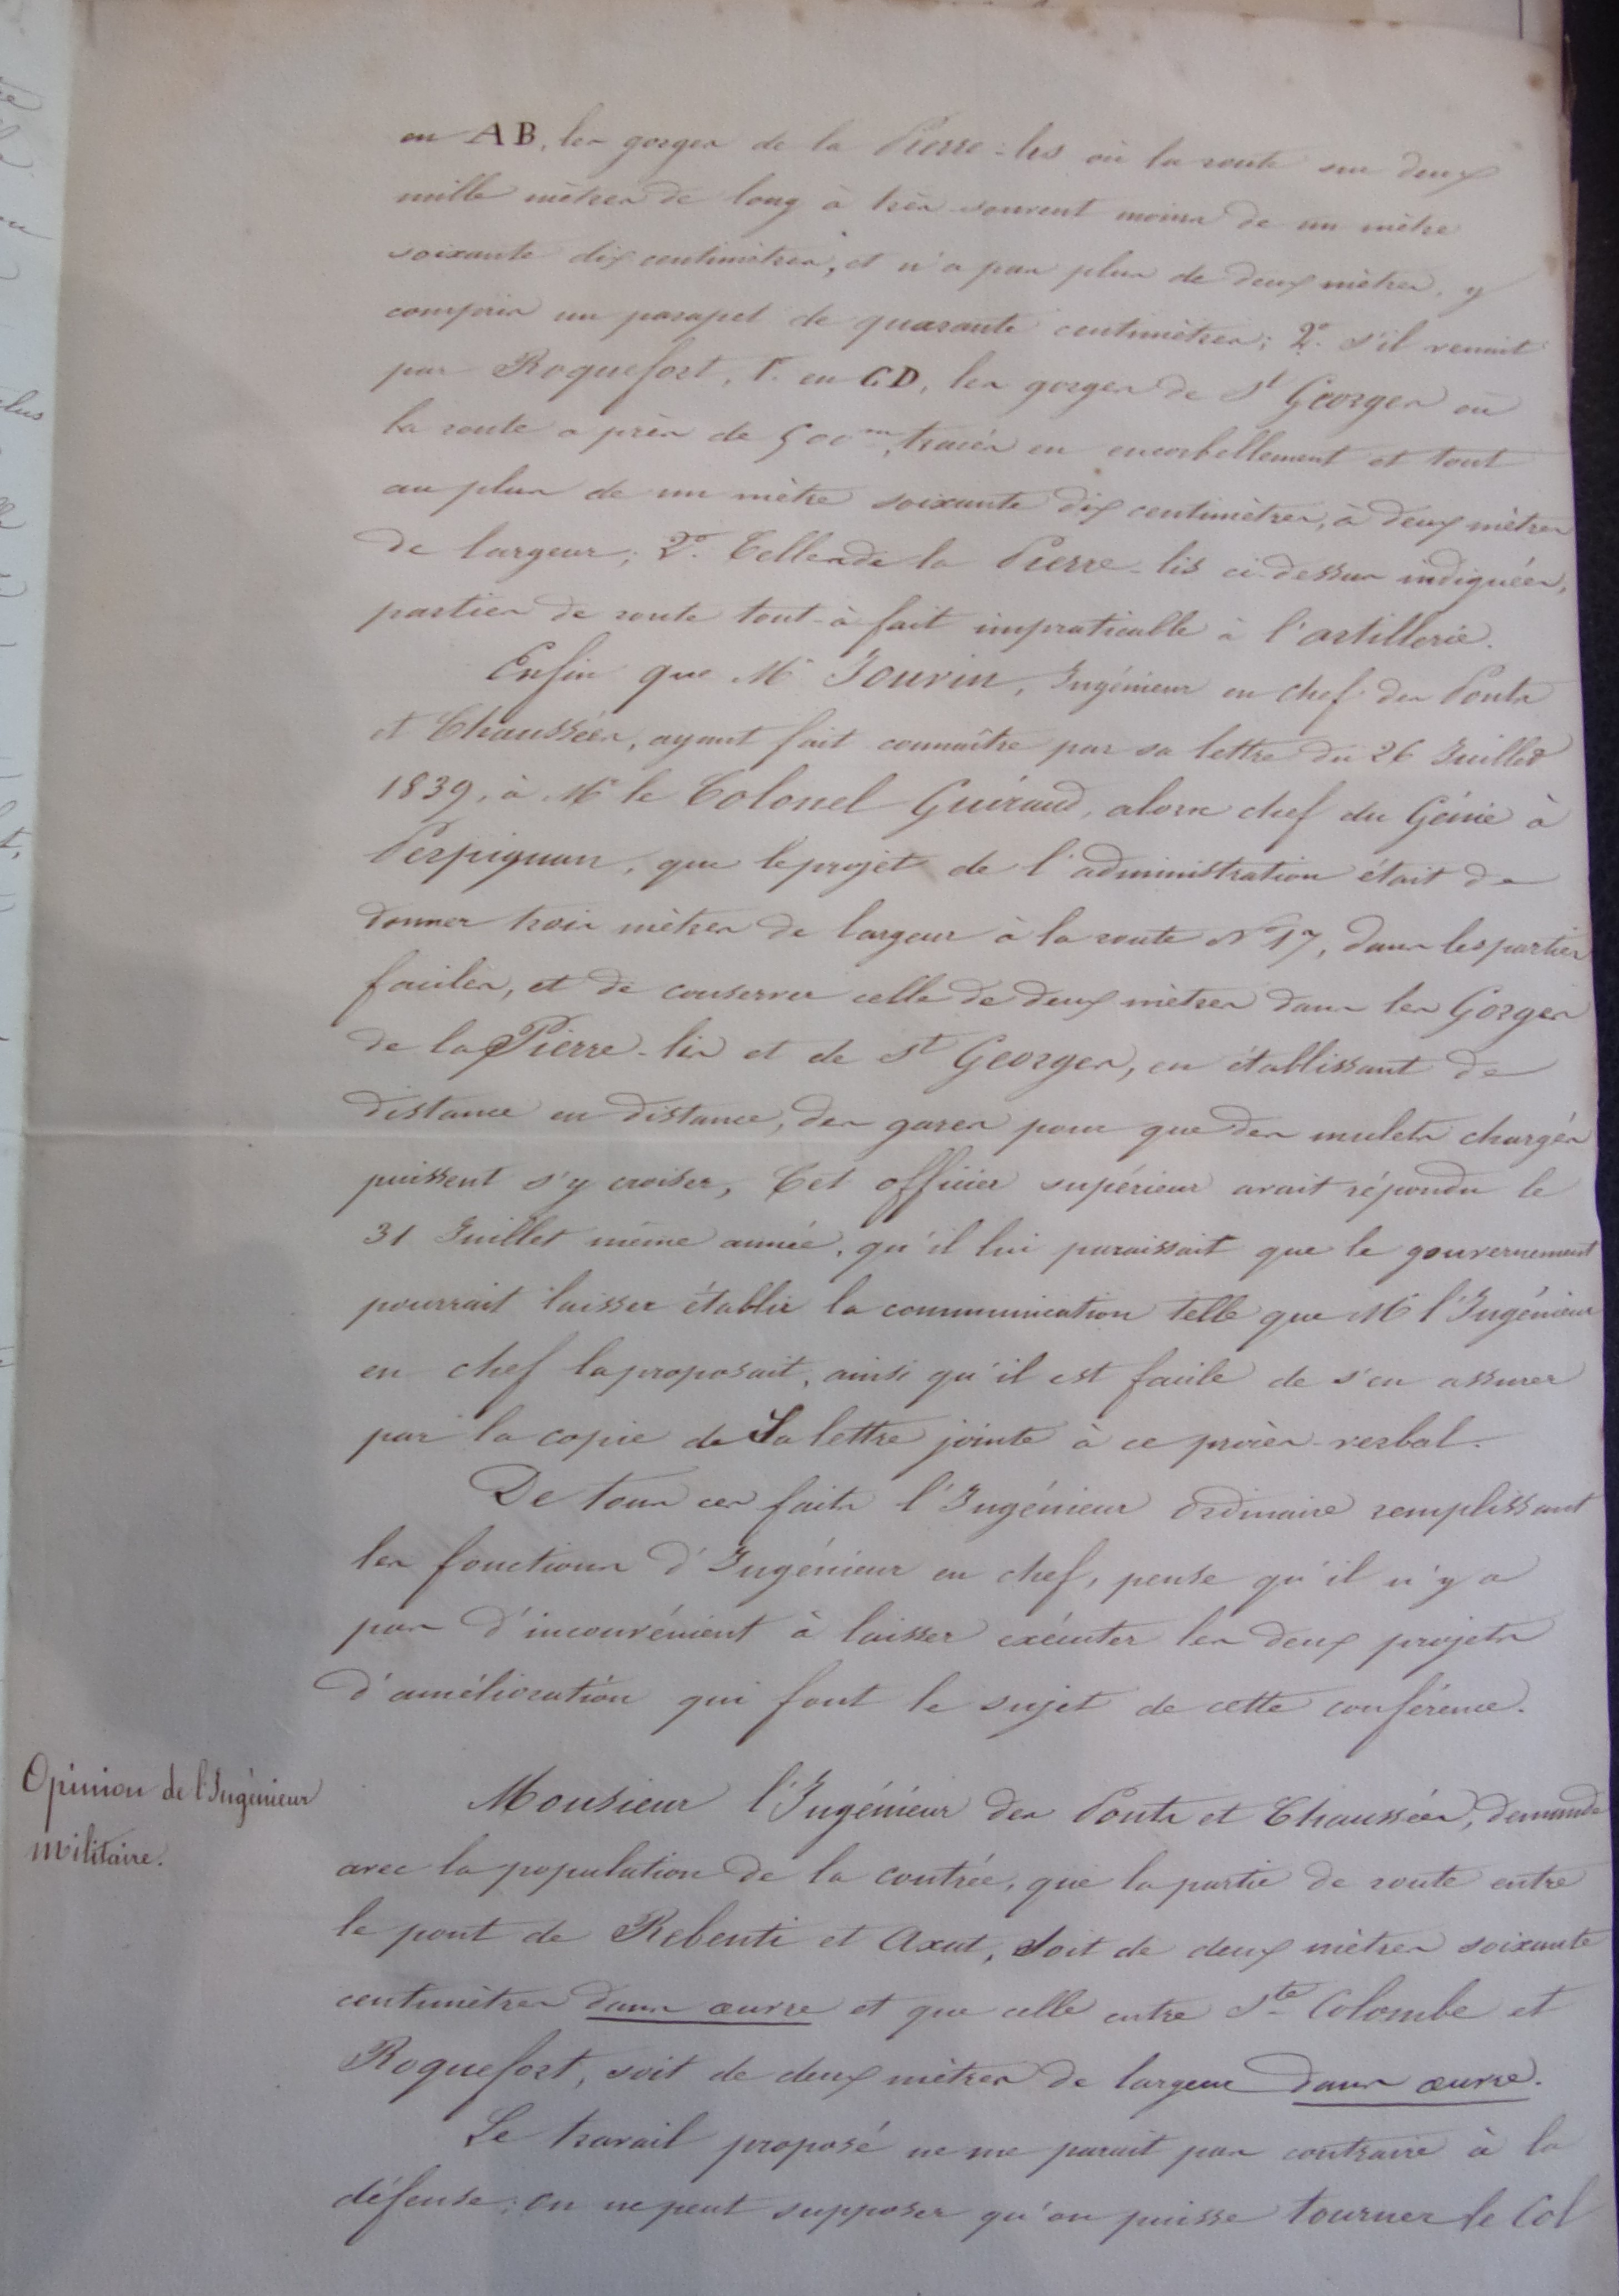 en AB, les gorges de la Pierre-lis où la route sur deux
mille mètres de long à très souvent moins de un mètre
soixante dix centimètres, et n'a pas plus de deux mètres, y
compris un parapet de quarante centimètres; 2°. s'il venait
par Roquefort, 1°. en CD, les gorges de St Georges où
la route a près de 500m, tracés en encorbellement et tout
au plus de un mètre soixante dix centimètres, à deux mètres
de largeur; 2°. Celles de la Pierre-lis ci-dessus indiquées,
parties de route tout-à-fait impraticable à l'artillerie.
Enfin que Mr Jouvin, Ingénieur en chef des Ponts
et Chaussées, ayant fait connaître par sa lettre du 26 Juillet
1839, à Mr le Colonel Guiraud, alors chef du Génie à
Perpignan, que le projet de l'administration était de
donner trois mètres de largeur à la route N° 17, dans les parties
faciles, et de conserver celle de deux mètres dans les Gorges
de la Pierre-lis et de St Georges, en établissant de
distance en distance, des gares pour que des mulets chargés
puissent s'y croiser, Cet officier supérieur avait répondu le
31 Juillet même année, qu'il lui paraissait que le gouvernement
pourrait laisser établir la communication telle que Mr l'Ingénieur
en chef la proposait, ainsi qu'il est facile de s'en assurer
par la copie de Sa lettre jointe à ce procès-verbal.
De tous ces faits l'Ingénieur Ordinaire remplissant
les fonctions d'Ingénieur en chef, pense qu'il n'y a
pas d'inconvénient à laisser exécuter les deux projets
d'amélioration qui font le sujet de cette conférence.
Opinion de l'Ingénieur
militaire.
Monsieur l'Ingénieur des Ponts et Chaussées, demande
avec la population de la contrée, que la partie de route entre
le pont de Rebenti et Axat, soit de deux mètres soixante
centimètres dans œuvre et que celle entre Ste Colombe et
Roquefort, soit de deux mètres de largeur dans œuvre.
Le travail proposé ne me parait pas contraire à la
défense; on ne peut supposer qu'on puisse tourner le Col